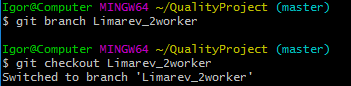 Igor@Computer MINGW64 ~/QualityProject (master)
$ git branch Limarev_2worker
Igor@Computer MINGW64 ~/QualityProject (master)
$ git checkout Limarev_2worker
Switched to branch 'Limarev_2worker'